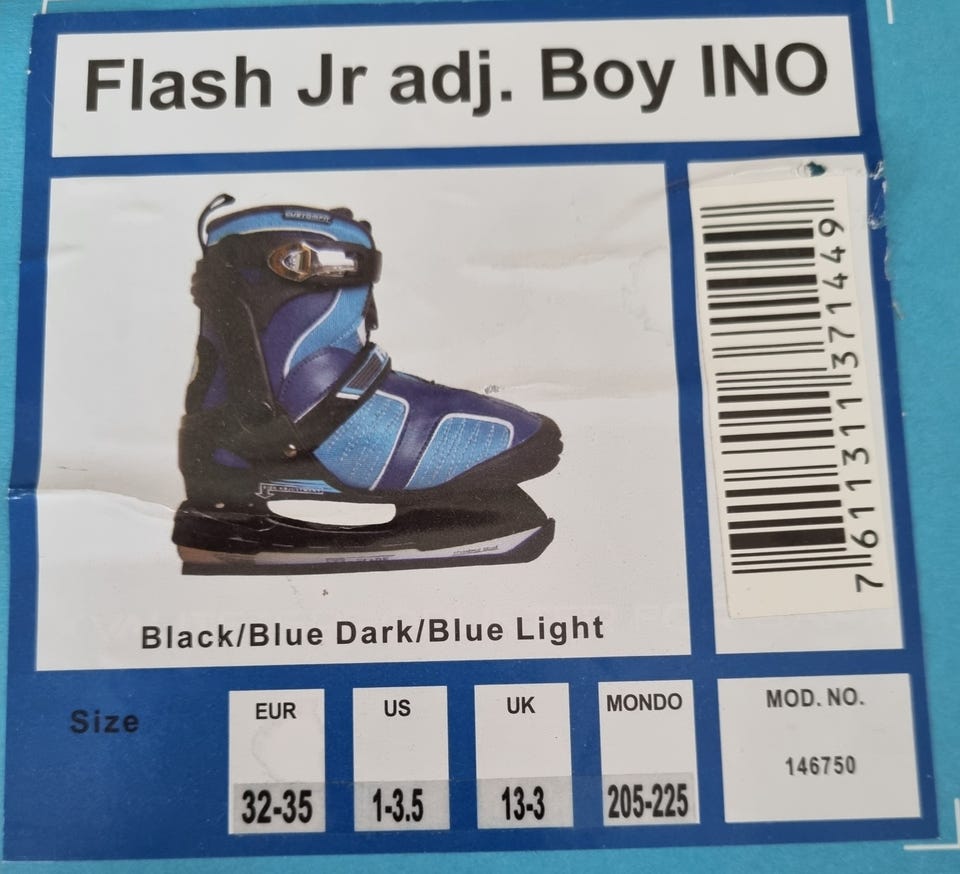 Flash Jr adj. Boy INO
CUSTOMFIT
7611311371449
Black/Blue Dark/Blue Light
Size
EUR
32-35
US
1-3.5
UK
13-3
MONDO
205-225
MOD. NO.
146750